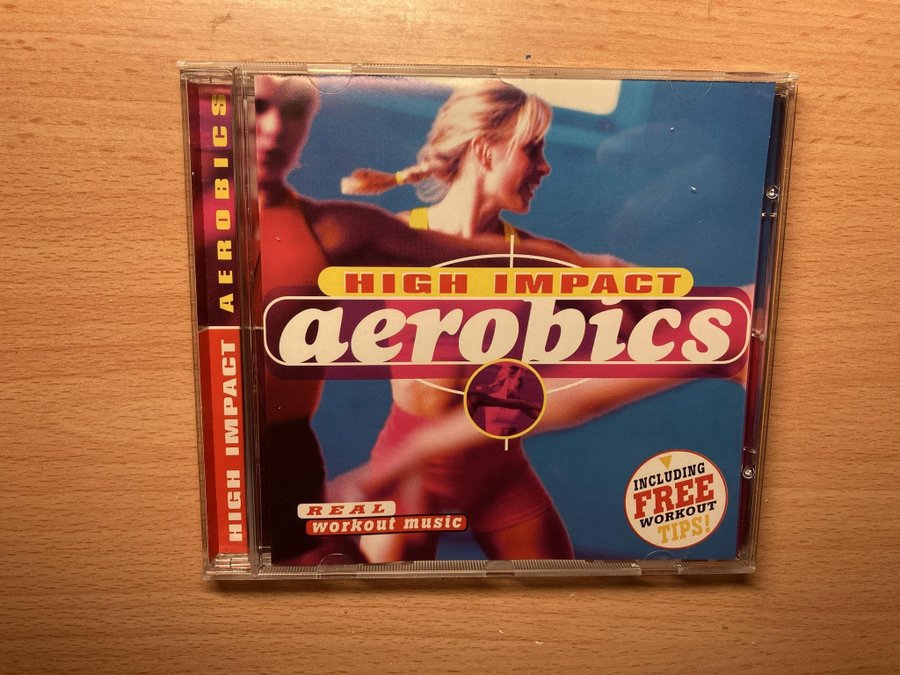 HIGH IMPACT AEROBICS
HIGH IMPACT
aerobics
REAL
workout music
INCLUDING
FREE
WORKOUT
TIPS!